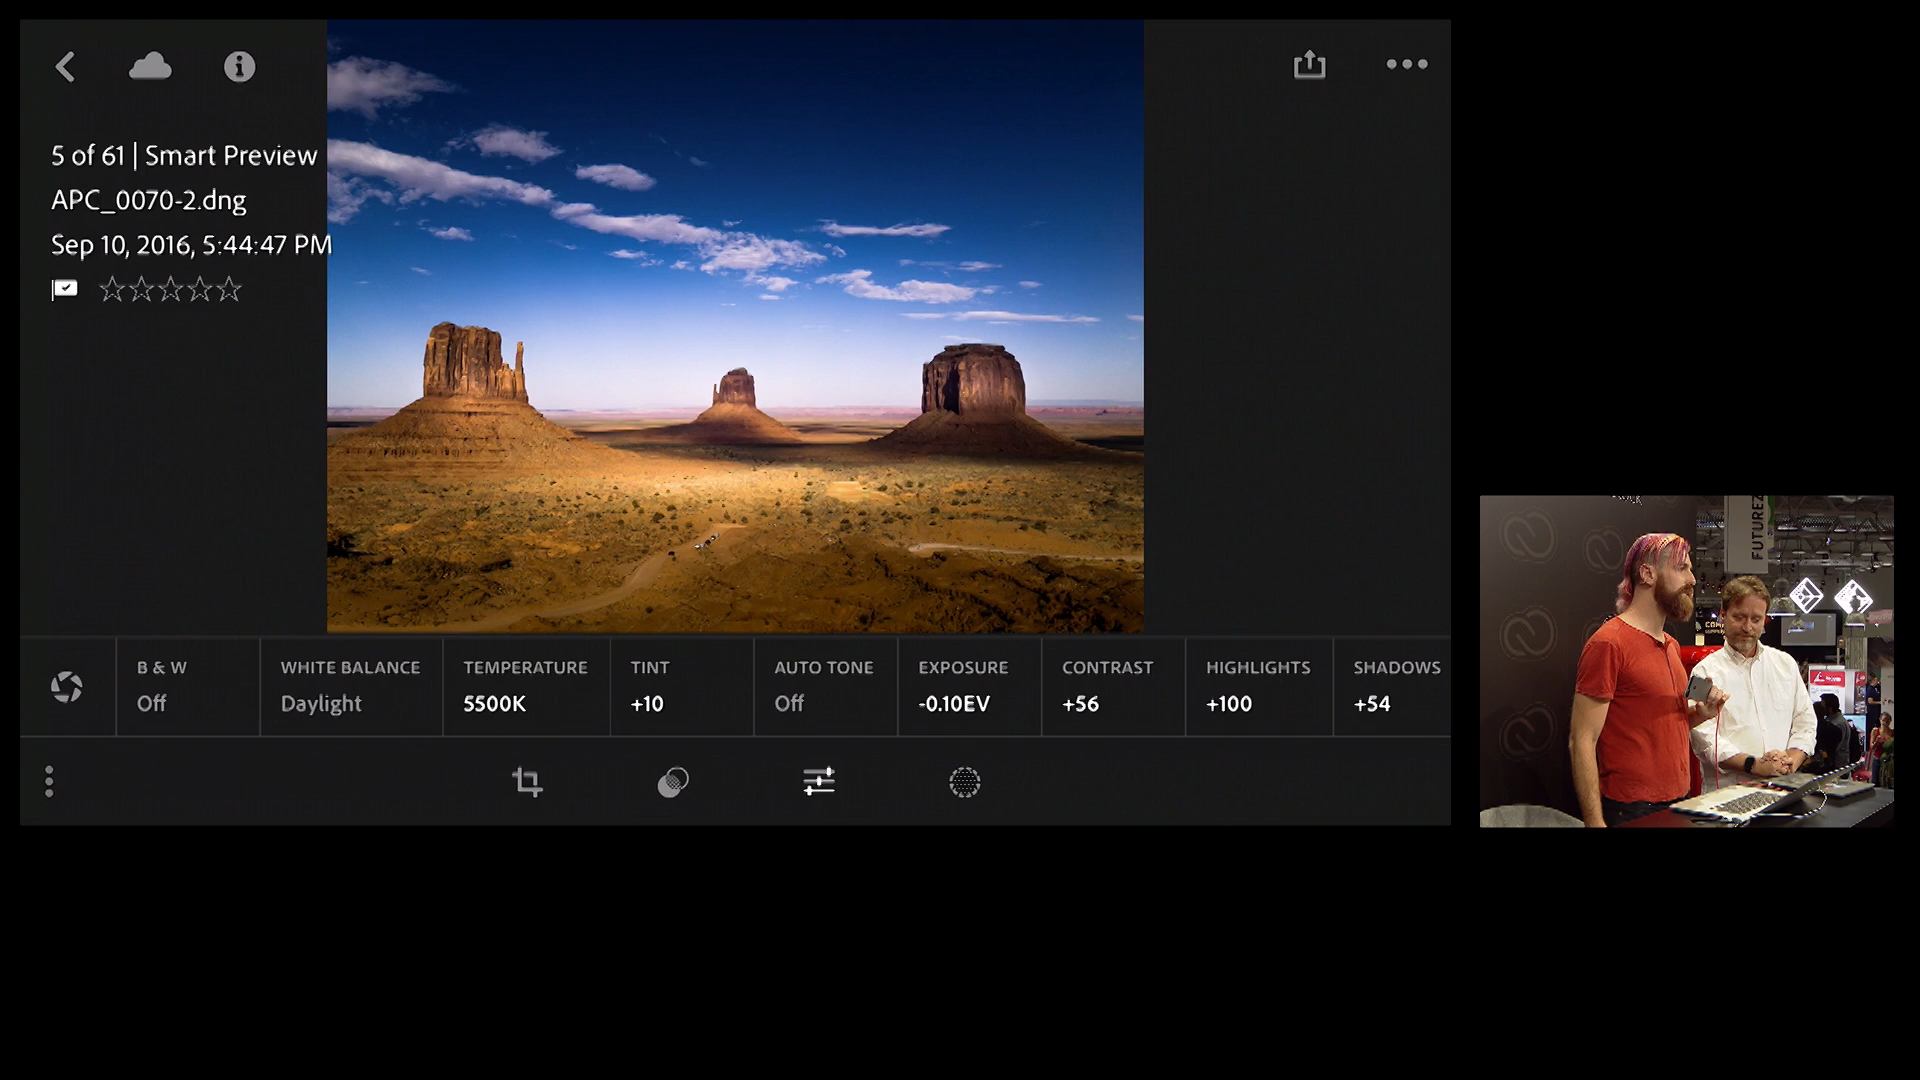 5 of 61 | Smart Preview
APC_0070-2.dng
Sep 10, 2016, 5:44:47 PM
B & W
Off
WHITE BALANCE
Daylight
TEMPERATURE
5500K
TINT
+10
AUTO TONE
Off
EXPOSURE
-0.10EV
CONTRAST
+56
HIGHLIGHTS
+100
SHADOWS
+54
FUTUREZ